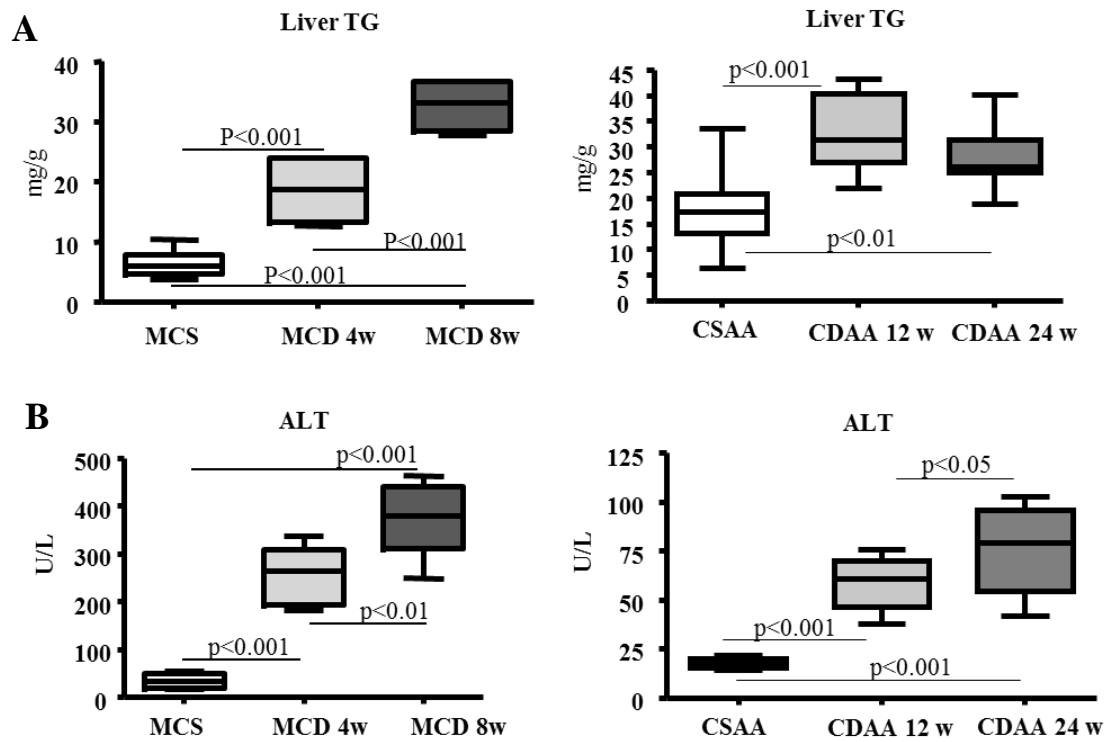 A
Liver TG
mg/g
40
30
20
10
0
P<0.001
P<0.001
P<0.001
MCS MCD 4w MCD 8w
Liver TG
mg/g
45
40
35
30
25
20
15
10
5
0
p<0.001
p<0.01
CSAA CDAA 12 w CDAA 24 w
B
ALT
U/L
500
400
300
200
100
0
p<0.001
p<0.01
p<0.001
MCS MCD 4w MCD 8w
ALT
U/L
125
100
75
50
25
0
p<0.05
p<0.001
p<0.001
CSAA CDAA 12 w CDAA 24 w